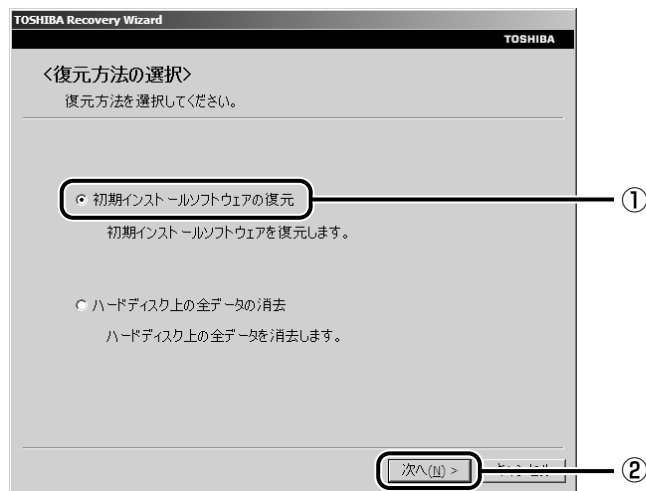 TOSHIBA Recovery Wizard
TOSHIBA
<復元方法の選択>
復元方法を選択してください。
初期インストールソフトウェアの復元
①
初期インストールソフトウェアを復元します。
ハードディスク上の全データの消去
ハードディスク上の全データを消去します。
次へ(N) >
②